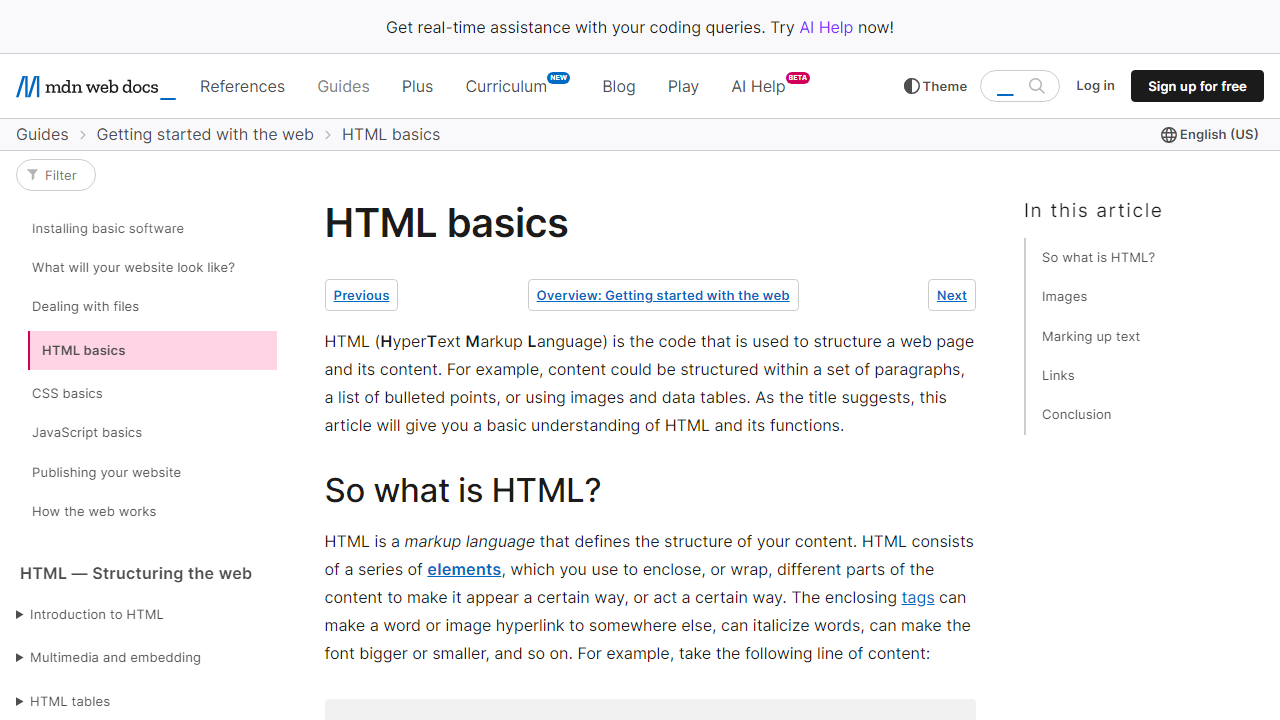 Get real-time assistance with your coding queries. Try AI Help now!
mdn web docs_ References Guides Plus Curriculum NEW Blog Play AI Help BETA Theme _ Log in Sign up for free
Guides Getting started with the web HTML basics English (US)
Filter
Installing basic software
What will your website look like?
Dealing with files
HTML basics
CSS basics
JavaScript basics
Publishing your website
How the web works
HTML — Structuring the web
Introduction to HTML
Multimedia and embedding
HTML tables
HTML basics
Previous Overview: Getting started with the web Next
HTML (HyperText Markup Language) is the code that is used to structure a web page
and its content. For example, content could be structured within a set of paragraphs,
a list of bulleted points, or using images and data tables. As the title suggests, this
article will give you a basic understanding of HTML and its functions.
So what is HTML?
HTML is a markup language that defines the structure of your content. HTML consists
of a series of elements, which you use to enclose, or wrap, different parts of the
content to make it appear a certain way, or act a certain way. The enclosing tags can
make a word or image hyperlink to somewhere else, can italicize words, can make the
font bigger or smaller, and so on. For example, take the following line of content:
In this article
So what is HTML?
Images
Marking up text
Links
Conclusion